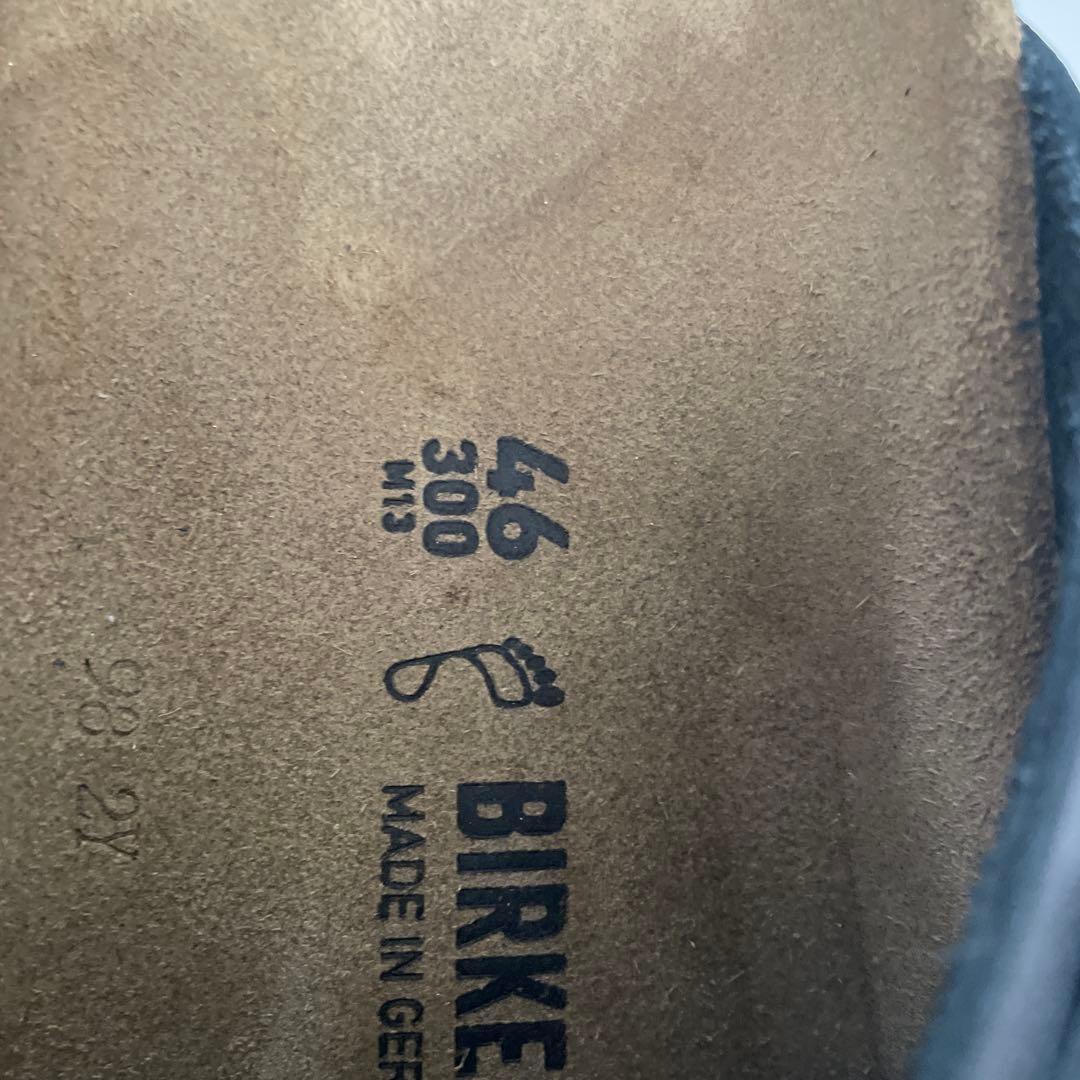 46
300
M13
BIRKE
MADE IN GER
98 2Y